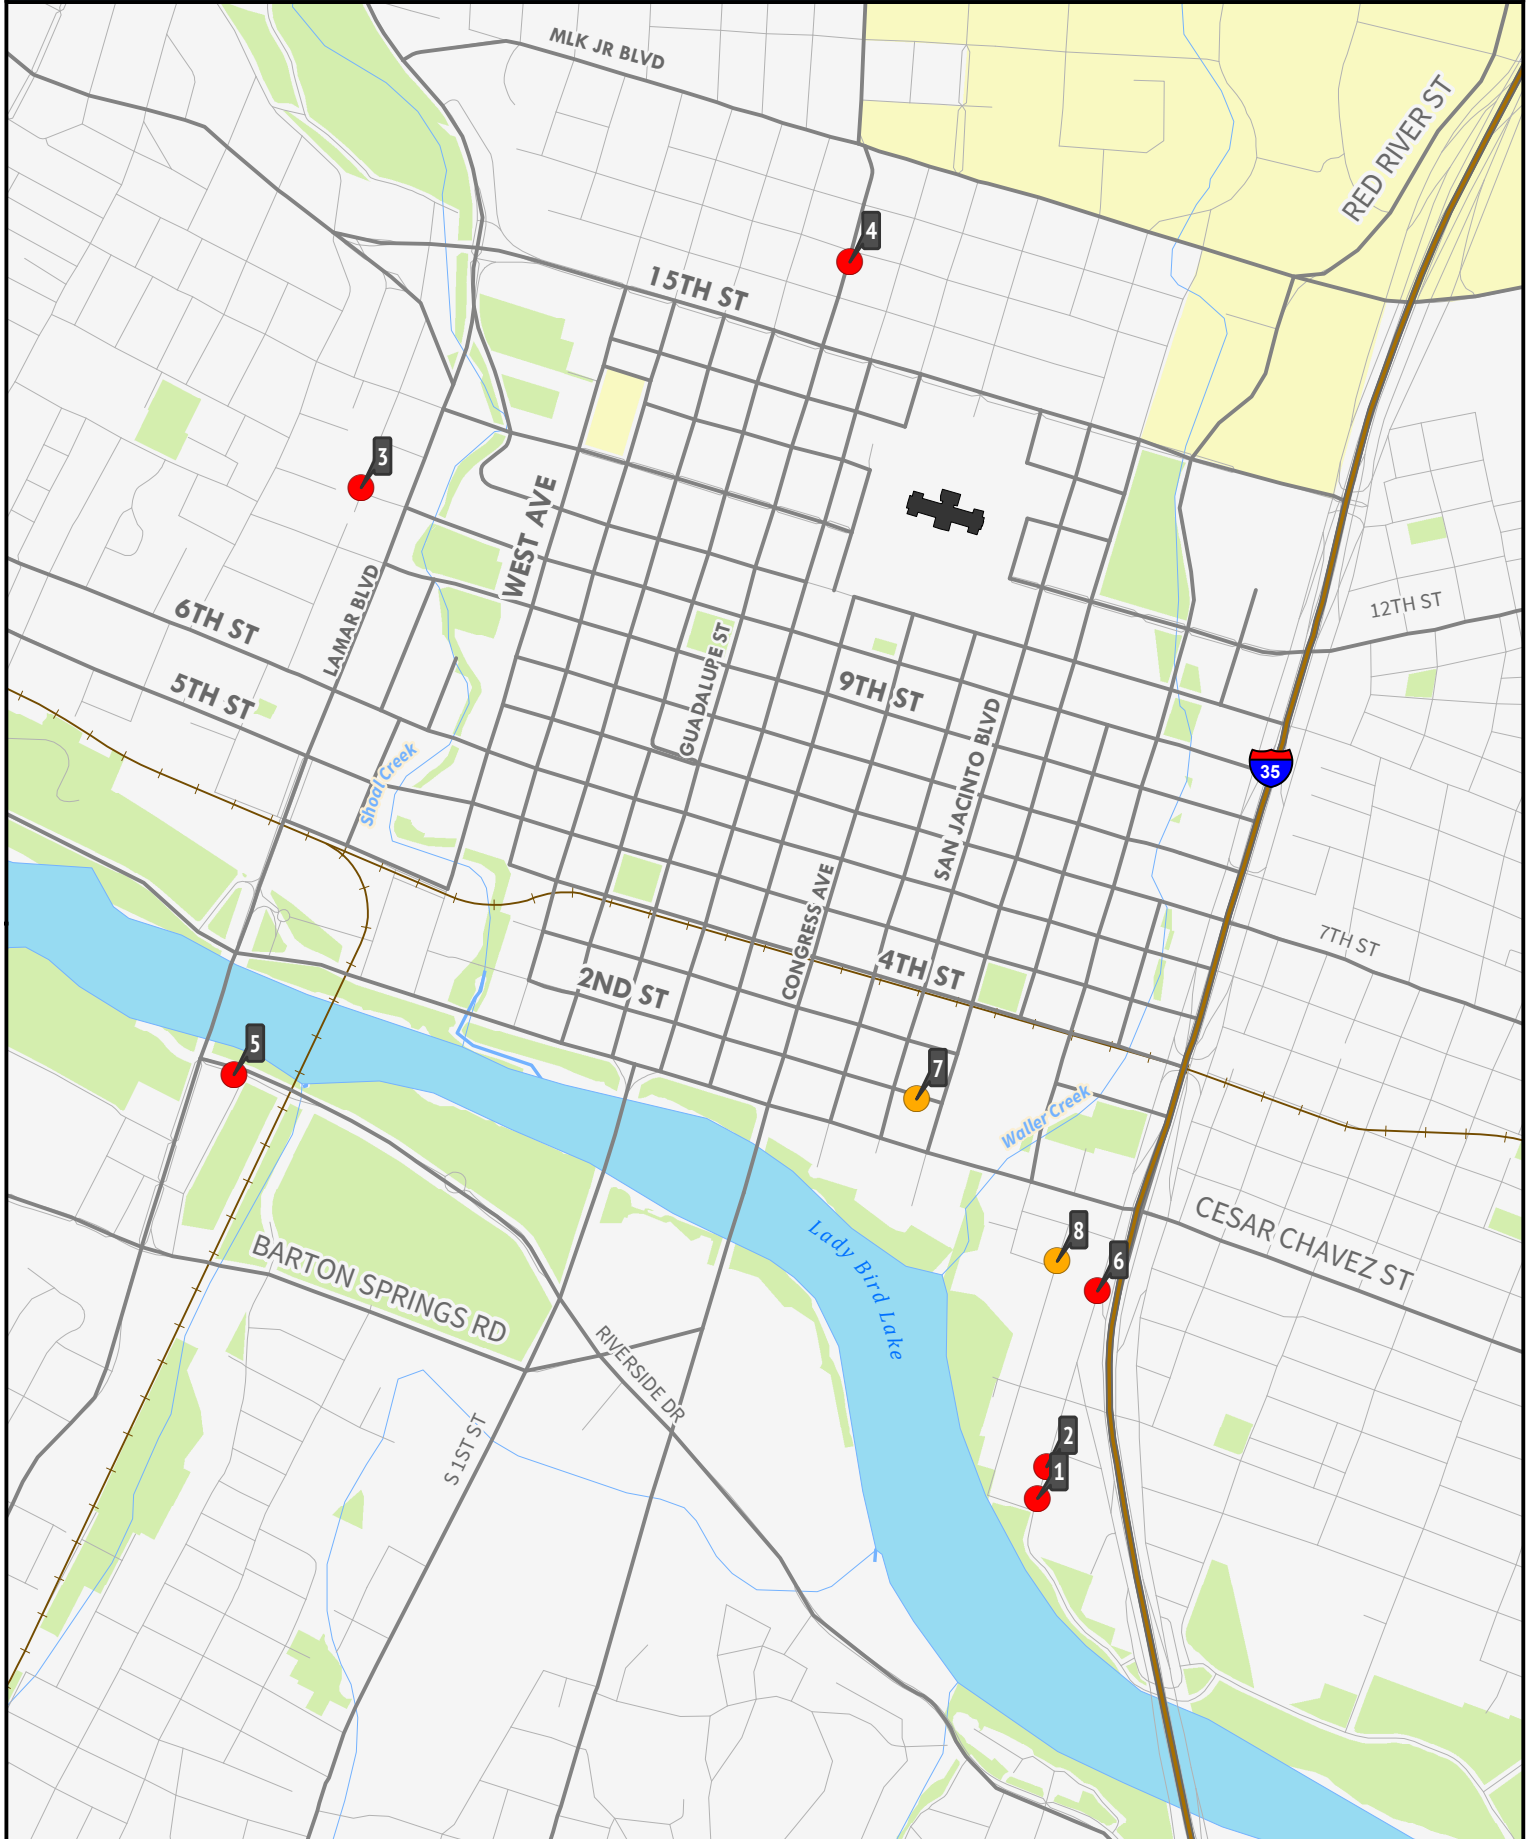 MLK JR BLVD
RED RIVER ST
4
15TH ST
3
WEST AVE
12TH ST
6TH ST
LAMAR BLVD
GUADALUPE ST
5TH ST
9TH ST
SAN JACINTO BLVD
35
Shoal Creek
CONGRESS AVE
7TH ST
4TH ST
2ND ST
5
7
Waller Creek
8
CESAR CHAVEZ ST
6
BARTON SPRINGS RD
Lady Bird Lake
RIVERSIDE DR
S 1ST ST
2
1